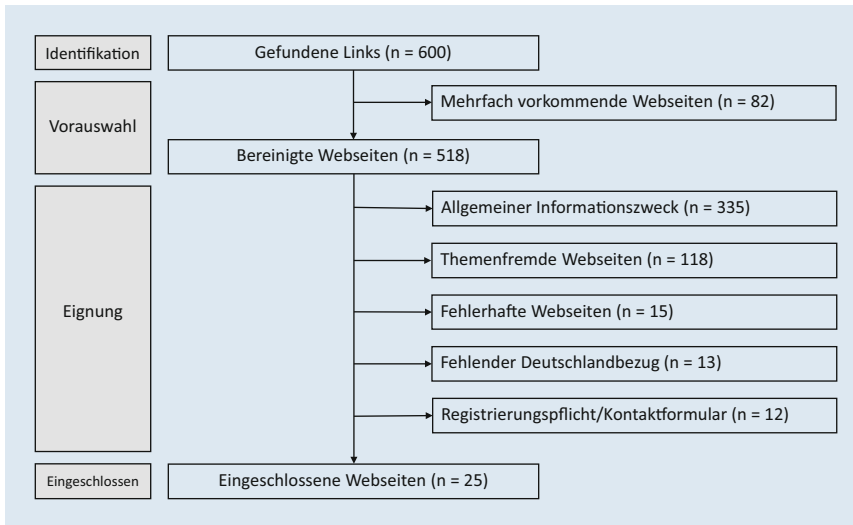 Identifikation
Gefundene Links (n = 600)
Vorauswahl
Mehrfach vorkommende Webseiten (n = 82)
Bereinigte Webseiten (n = 518)
Eignung
Allgemeiner Informationszweck (n = 335)
Themenfremde Webseiten (n = 118)
Fehlerhafte Webseiten (n = 15)
Fehlender Deutschlandbezug (n = 13)
Registrierungspflicht/Kontaktformular (n = 12)
Eingeschlossen
Eingeschlossene Webseiten (n = 25)